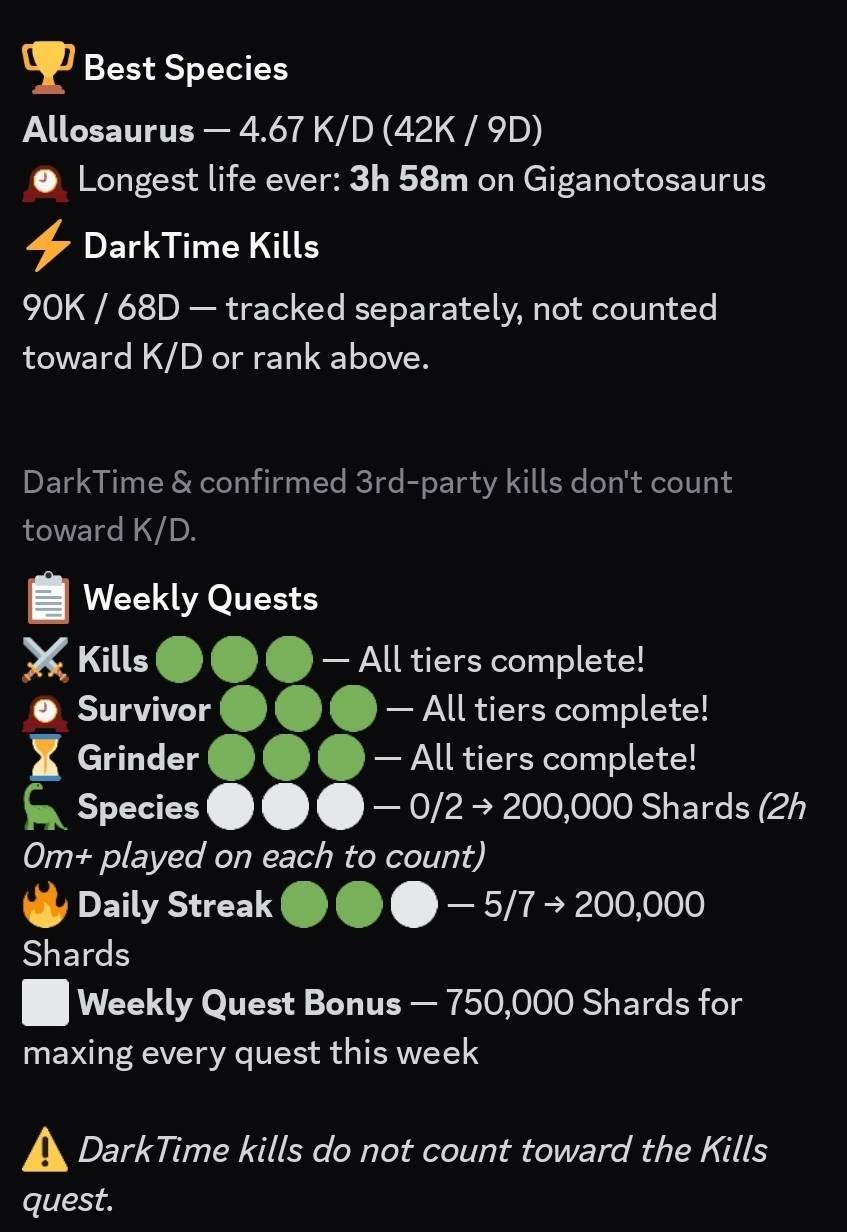 🏆 Best Species
Allosaurus — 4.67 K/D (42K / 9D)
🕰️ Longest life ever: 3h 58m on Giganotosaurus
⚡ DarkTime Kills
90K / 68D — tracked separately, not counted
toward K/D or rank above.
DarkTime & confirmed 3rd-party kills don't count
toward K/D.
📋 Weekly Quests
⚔️ Kills 🟢 🟢 🟢 — All tiers complete!
🕰️ Survivor 🟢 🟢 🟢 — All tiers complete!
⏳ Grinder 🟢 🟢 🟢 — All tiers complete!
🦕 Species ⚪ ⚪ ⚪ — 0/2 → 200,000 Shards (2h
0m+ played on each to count)
🔥 Daily Streak 🟢 🟢 ⚪ — 5/7 → 200,000
Shards
⬜ Weekly Quest Bonus — 750,000 Shards for
maxing every quest this week
⚠️ DarkTime kills do not count toward the Kills
quest.